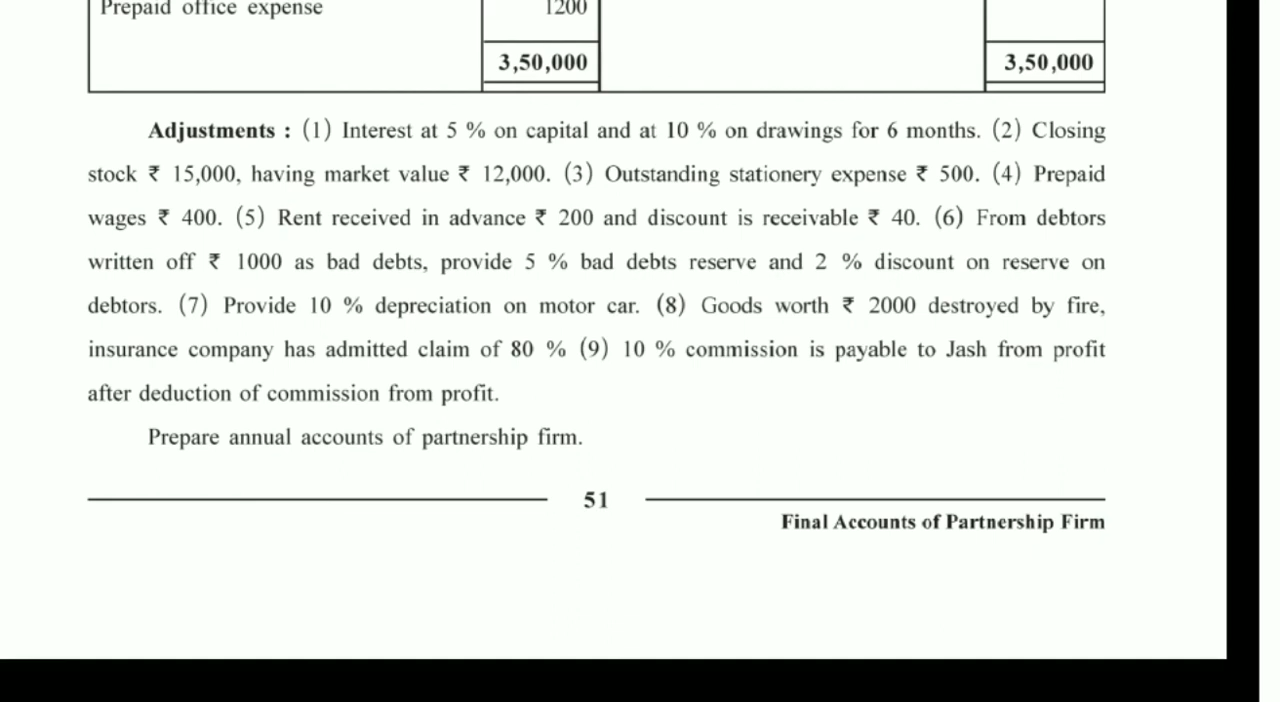 Prepaid office expense 1200
3,50,000 3,50,000
Adjustments : (1) Interest at 5 % on capital and at 10 % on drawings for 6 months. (2) Closing
stock ₹ 15,000, having market value ₹ 12,000. (3) Outstanding stationery expense ₹ 500. (4) Prepaid
wages ₹ 400. (5) Rent received in advance ₹ 200 and discount is receivable ₹ 40. (6) From debtors
written off ₹ 1000 as bad debts, provide 5 % bad debts reserve and 2 % discount on reserve on
debtors. (7) Provide 10 % depreciation on motor car. (8) Goods worth ₹ 2000 destroyed by fire,
insurance company has admitted claim of 80 % (9) 10 % commission is payable to Jash from profit
after deduction of commission from profit.
Prepare annual accounts of partnership firm.
51
Final Accounts of Partnership Firm